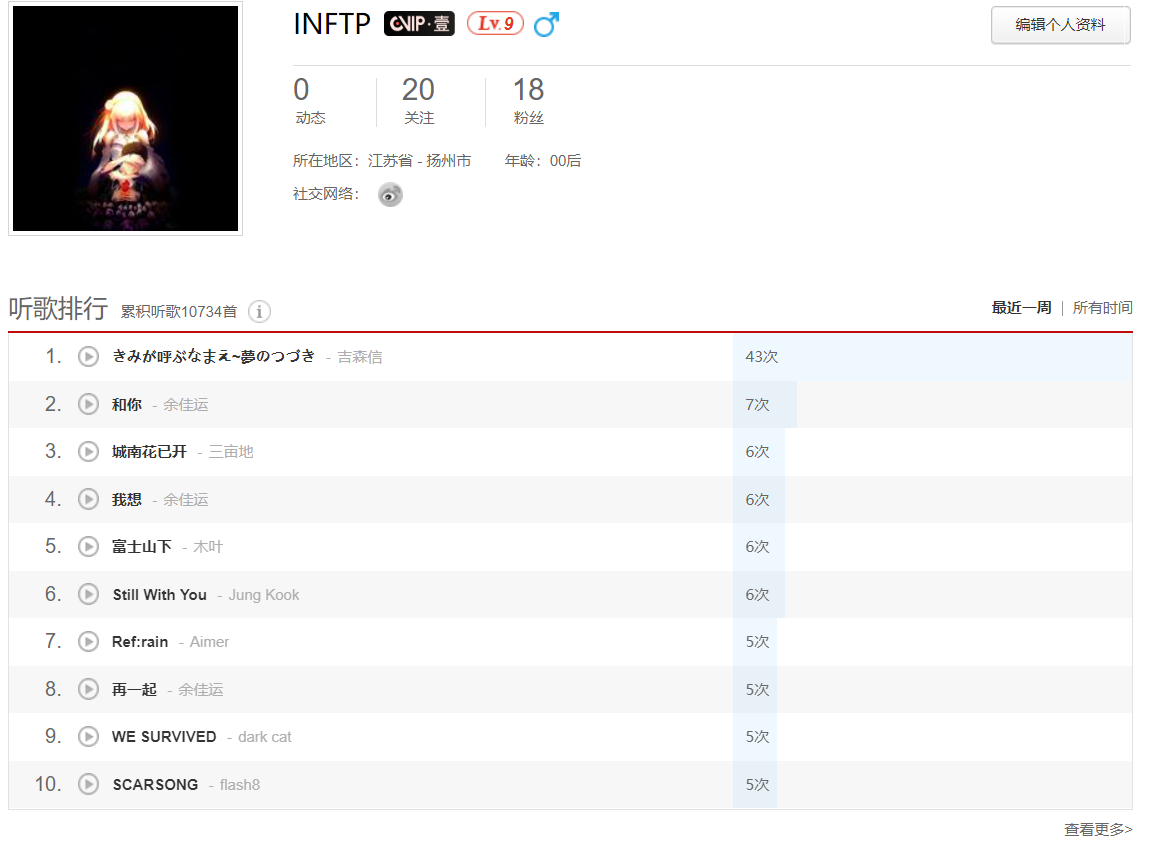 INFTP VIP·壹 Lv.9
编辑个人资料
0 20 18
动态 关注 粉丝
所在地区：江苏省 - 扬州市 年龄：00后
社交网络：
听歌排行 累积听歌10734首 i 最近一周 | 所有时间
1. きみが呼ぶなまえ~夢のつづき - 吉森信 43次
2. 和你 - 余佳运 7次
3. 城南花已开 - 三亩地 6次
4. 我想 - 余佳运 6次
5. 富士山下 - 木叶 6次
6. Still With You - Jung Kook 6次
7. Ref:rain - Aimer 5次
8. 再一起 - 余佳运 5次
9. WE SURVIVED - dark cat 5次
10. SCARSONG - flash8 5次
查看更多>